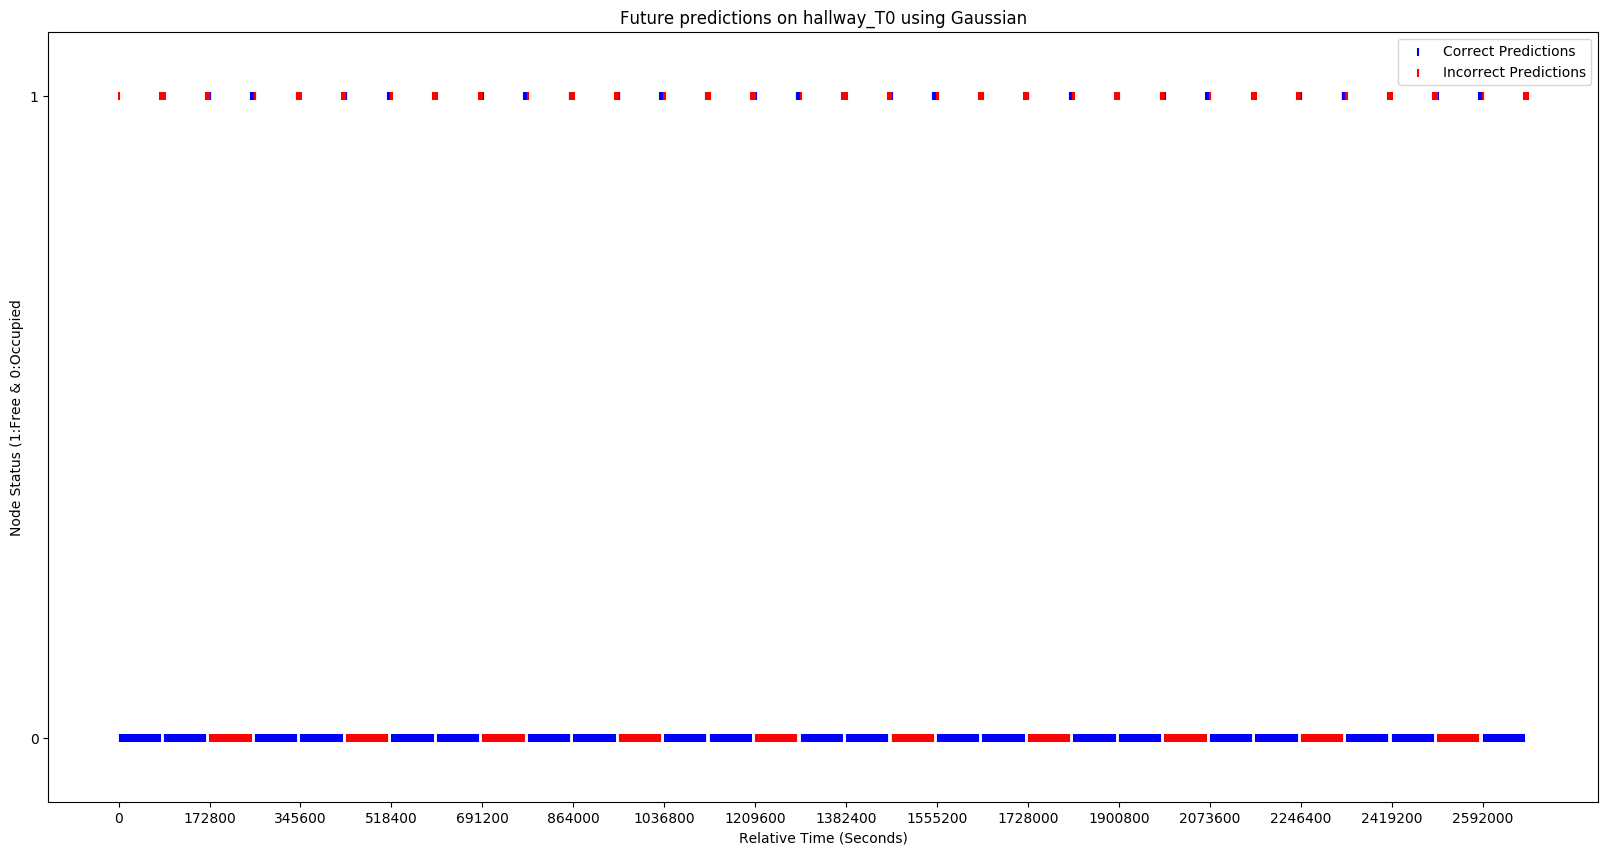 Future predictions on hallway_T0 using Gaussian
Correct Predictions
Incorrect Predictions
1
Node Status (1:Free & 0:Occupied
0
0 172800 345600 518400 691200 864000 1036800 1209600 1382400 1555200 1728000 1900800 2073600 2246400 2419200 2592000
Relative Time (Seconds)